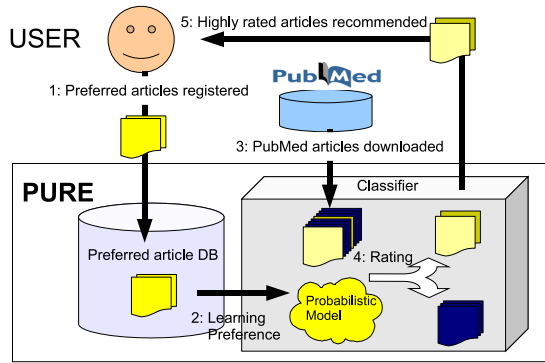 USER
5: Highly rated articles recommended
PubMed
1: Preferred articles registered
3: PubMed articles downloaded
PURE
Classifier
Preferred article DB
4: Rating
2: Learning
Preference
Probabilistic
Model